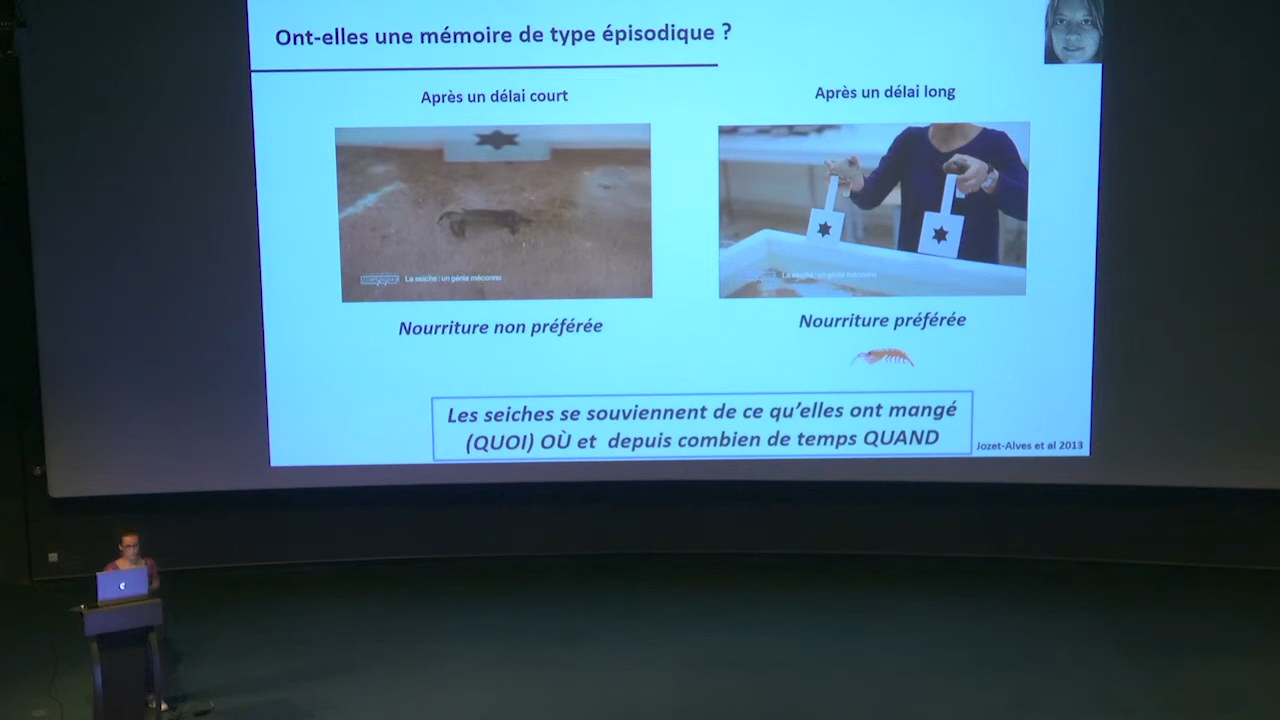 Ont-elles une mémoire de type épisodique ?
Après un délai court
Après un délai long
La seiche : un génie méconnu
La seiche : un génie méconnu
Nourriture non préférée
Nourriture préférée
Les seiches se souviennent de ce qu'elles ont mangé
(QUOI) OÙ et depuis combien de temps QUAND
Jozet-Alves et al 2013